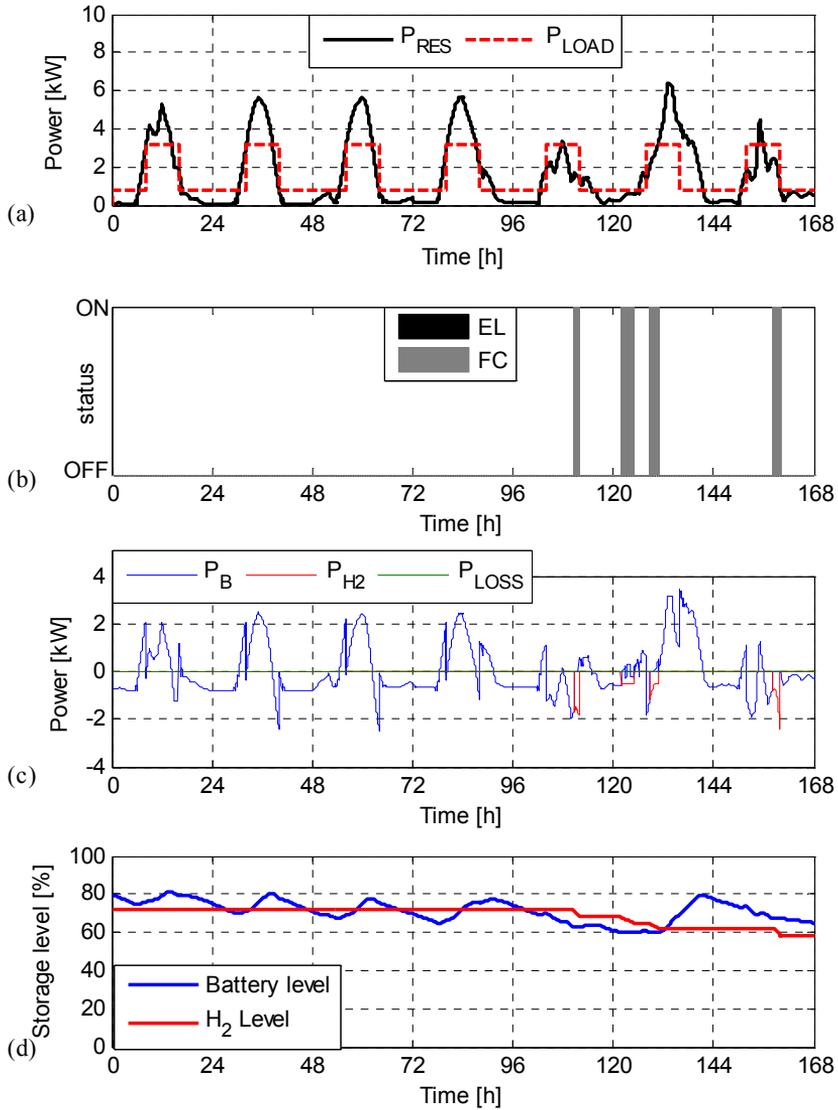 10
8
6
4
2
0
Power [kW]
P_RES P_LOAD
0 24 48 72 96 120 144 168
Time [h]
(a)
ON
OFF
status
EL
FC
0 24 48 72 96 120 144 168
Time [h]
(b)
P_B P_H2 P_LOSS
4
2
0
-2
-4
Power [kW]
0 24 48 72 96 120 144 168
Time [h]
(c)
100
80
60
40
20
0
Storage level [%]
Battery level
H_2 Level
0 24 48 72 96 120 144 168
Time [h]
(d)